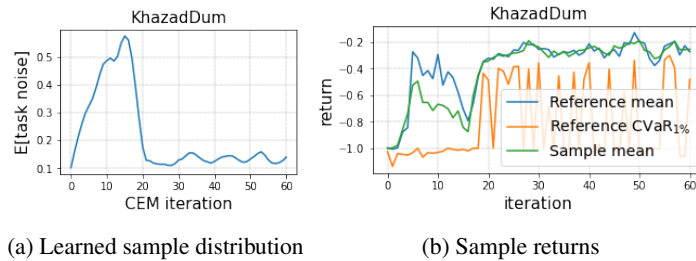 KhazadDum
E[task noise]
0.5
0.4
0.3
0.2
0.1
0 10 20 30 40 50 60
CEM iteration
(a) Learned sample distribution
KhazadDum
return
−0.2
−0.4
−0.6
−0.8
−1.0
Reference mean
Reference CVaR1%
Sample mean
0 10 20 30 40 50 60
iteration
(b) Sample returns